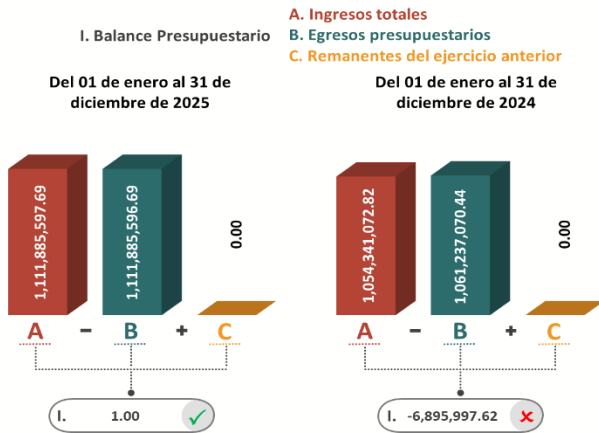 A. Ingresos totales
I. Balance Presupuestario
B. Egresos presupuestarios
C. Remanentes del ejercicio anterior
Del 01 de enero al 31 de
diciembre de 2025
1,111,885,597.69
1,111,885,596.69
0.00
A – B + C
I. 1.00
Del 01 de enero al 31 de
diciembre de 2024
1,054,341,072.82
1,061,237,070.44
0.00
A – B + C
I. -6,895,997.62